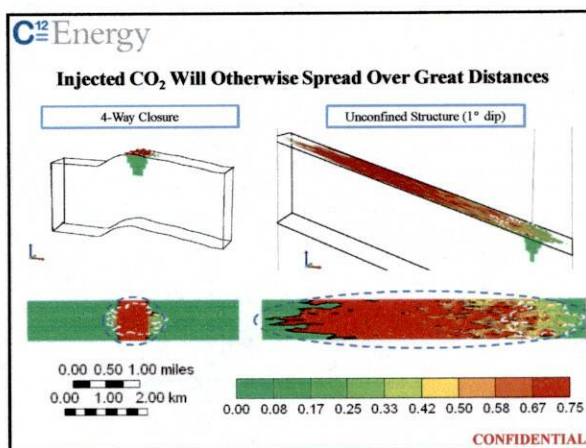 C12 Energy
Injected CO₂ Will Otherwise Spread Over Great Distances
4-Way Closure
Unconfined Structure (1° dip)
0.00 0.50 1.00 miles
0.00 1.00 2.00 km
0.00 0.08 0.17 0.25 0.33 0.42 0.50 0.58 0.67 0.75
CONFIDENTIAL